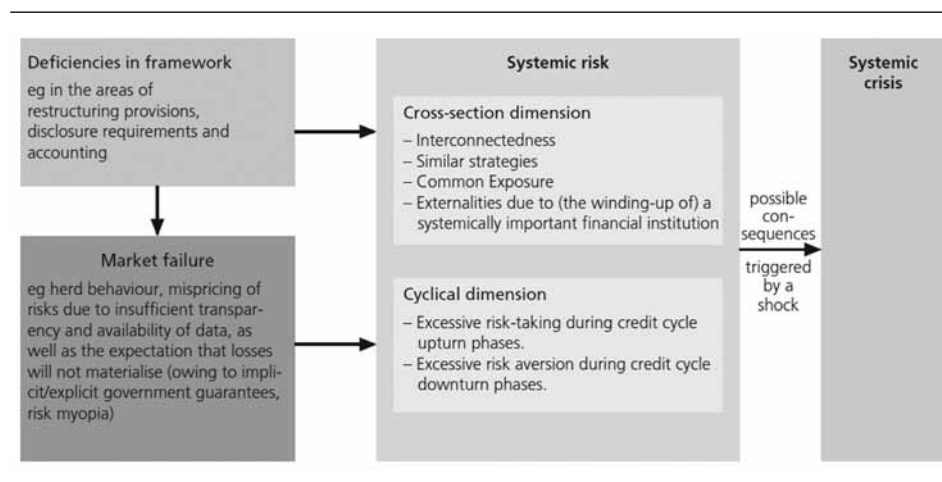 Deficiencies in framework
eg in the areas of
restructuring provisions,
disclosure requirements and
accounting
Market failure
eg herd behaviour, mispricing of
risks due to insufficient transpar-
ency and availability of data, as
well as the expectation that losses
will not materialise (owing to impli-
cit/explicit government guarantees,
risk myopia)
Systemic risk
Cross-section dimension
– Interconnectedness
– Similar strategies
– Common Exposure
– Externalities due to (the winding-up of) a
systemically important financial institution
Cyclical dimension
– Excessive risk-taking during credit cycle
upturn phases.
– Excessive risk aversion during credit cycle
downturn phases.
possible
con-
sequences
triggered
by a
shock
Systemic
crisis